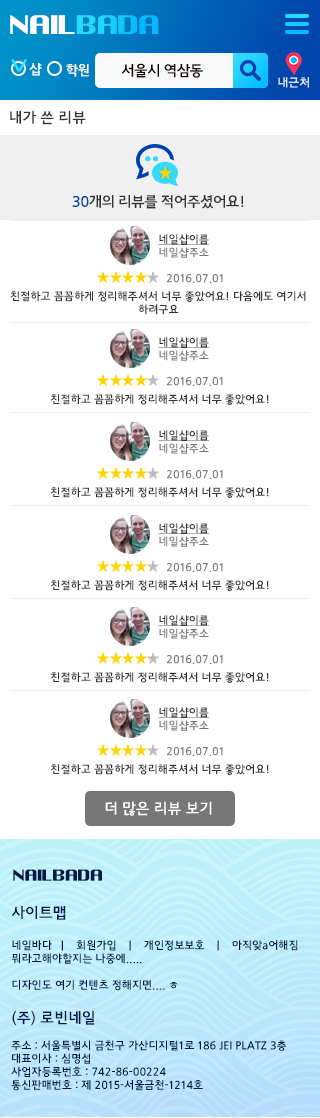 NAILBADA
샵 학원 서울시 역삼동 내근처
내가 쓴 리뷰
30개의 리뷰를 적어주셨어요!
네일샵이름
네일샵주소
★★★★★ 2016.07.01
친절하고 꼼꼼하게 정리해주셔서 너무 좋았어요! 다음에도 여기서
하려구요
네일샵이름
네일샵주소
★★★★★ 2016.07.01
친절하고 꼼꼼하게 정리해주셔서 너무 좋았어요!
네일샵이름
네일샵주소
★★★★★ 2016.07.01
친절하고 꼼꼼하게 정리해주셔서 너무 좋았어요!
네일샵이름
네일샵주소
★★★★★ 2016.07.01
친절하고 꼼꼼하게 정리해주셔서 너무 좋았어요!
네일샵이름
네일샵주소
★★★★★ 2016.07.01
친절하고 꼼꼼하게 정리해주셔서 너무 좋았어요!
네일샵이름
네일샵주소
★★★★★ 2016.07.01
친절하고 꼼꼼하게 정리해주셔서 너무 좋았어요!
더 많은 리뷰 보기
NAILBADA
사이트맵
네일바다 | 회원가입 | 개인정보보호 | 아직맞a어해짐
뭐라고해야할지는 나중에.....
디자인도 여기 컨텐츠 정해지면.... ㅎ
(주) 로빈네일
주소 : 서울특별시 금천구 가산디지털1로 186 JEI PLATZ 3층
대표이사 : 심명섭
사업자등록번호 : 742-86-00224
통신판매번호 : 제 2015-서울금천-1214호